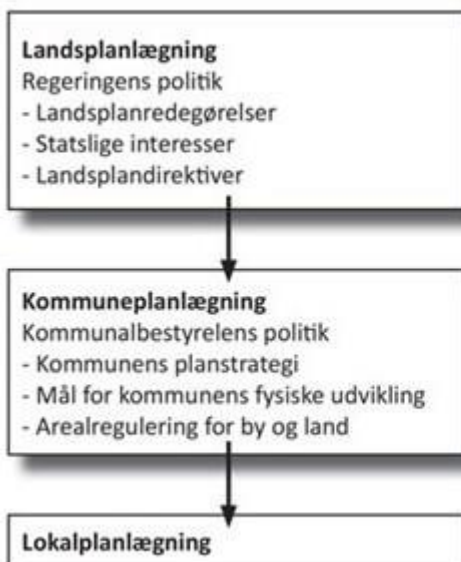 Landsplanlægning
Regeringens politik
- Landsplanredegørelser
- Statslige interesser
- Landsplandirektiver
Kommuneplanlægning
Kommunalbestyrelens politik
- Kommunens planstrategi
- Mål for kommunens fysiske udvikling
- Arealregulering for by og land
Lokalplanlægning